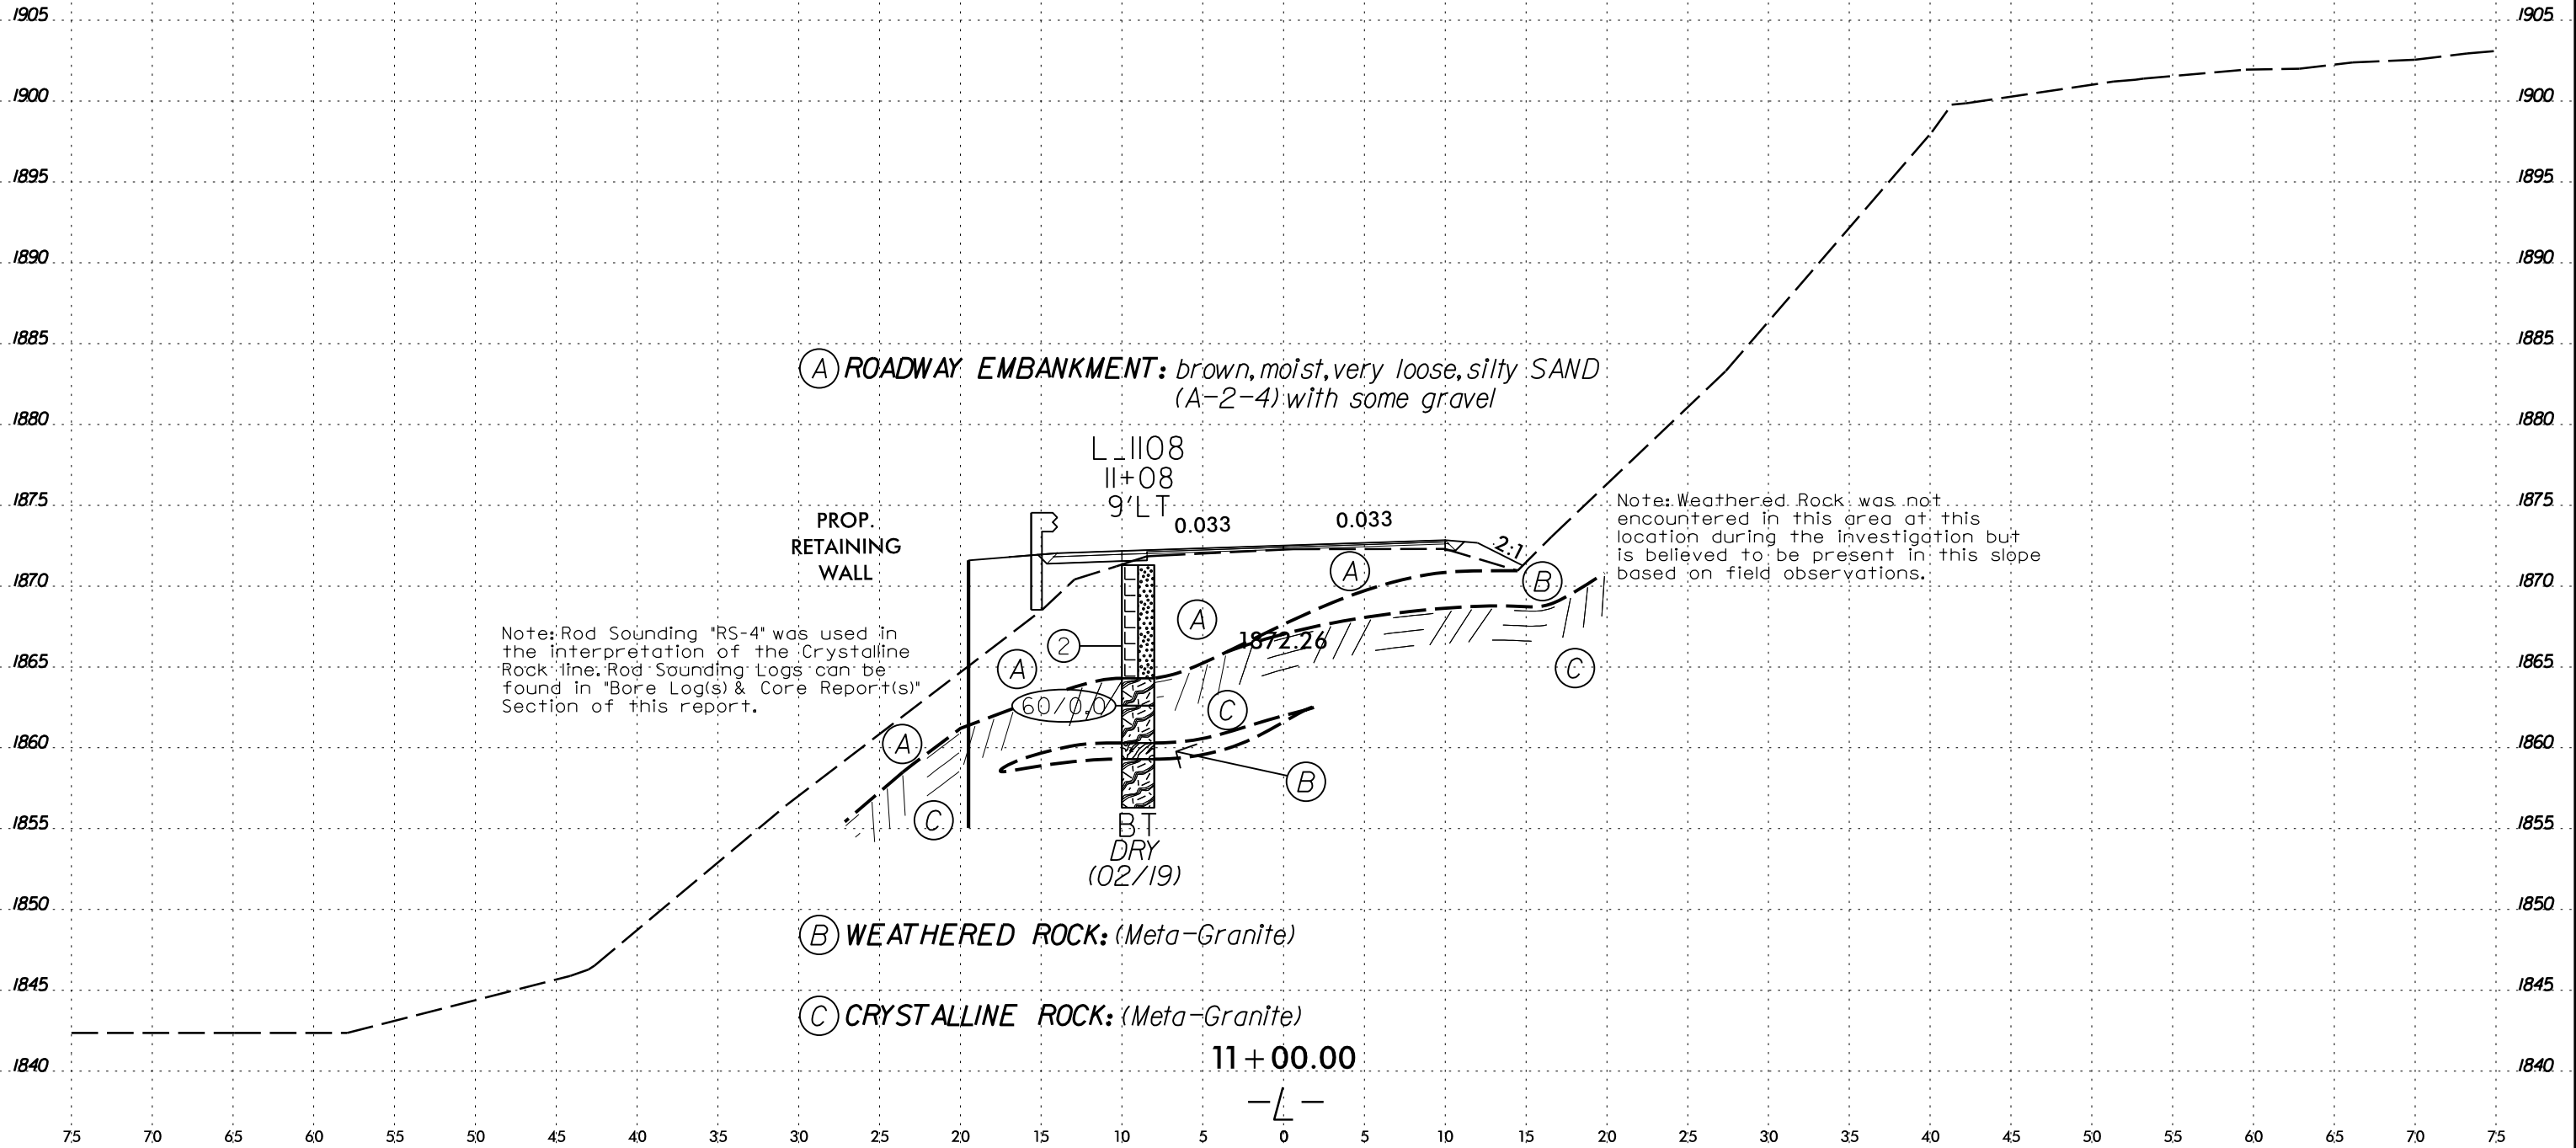 1905 1905
1900 1900
1895 1895
1890 1890
1885 1885
A ROADWAY EMBANKMENT: brown, moist, very loose, silty SAND
(A-2-4) with some gravel
1880 1880
L_1108
11+08
9'LT
1875 1875
PROP.
RETAINING
WALL
0.033 0.033
2:1
Note: Weathered Rock was not
encountered in this area at this
location during the investigation but
is believed to be present in this slope
based on field observations.
1870 1870
A
B
A
Note: Rod Sounding "RS-4" was used in
the interpretation of the Crystalline
Rock line. Rod Sounding Logs can be
found in "Bore Log(s) & Core Report(s)"
Section of this report.
2
1872.26
1865 1865
A
C
60/0.0
C
A
1860 1860
B
1855 1855
C
BT
DRY
(02/19)
1850 1850
B WEATHERED ROCK: (Meta-Granite)
1845 1845
C CRYSTALLINE ROCK: (Meta-Granite)
11+00.00
1840 1840
-L-
75 70 65 60 55 50 45 40 35 30 25 20 15 10 5 0 5 10 15 20 25 30 35 40 45 50 55 60 65 70 75